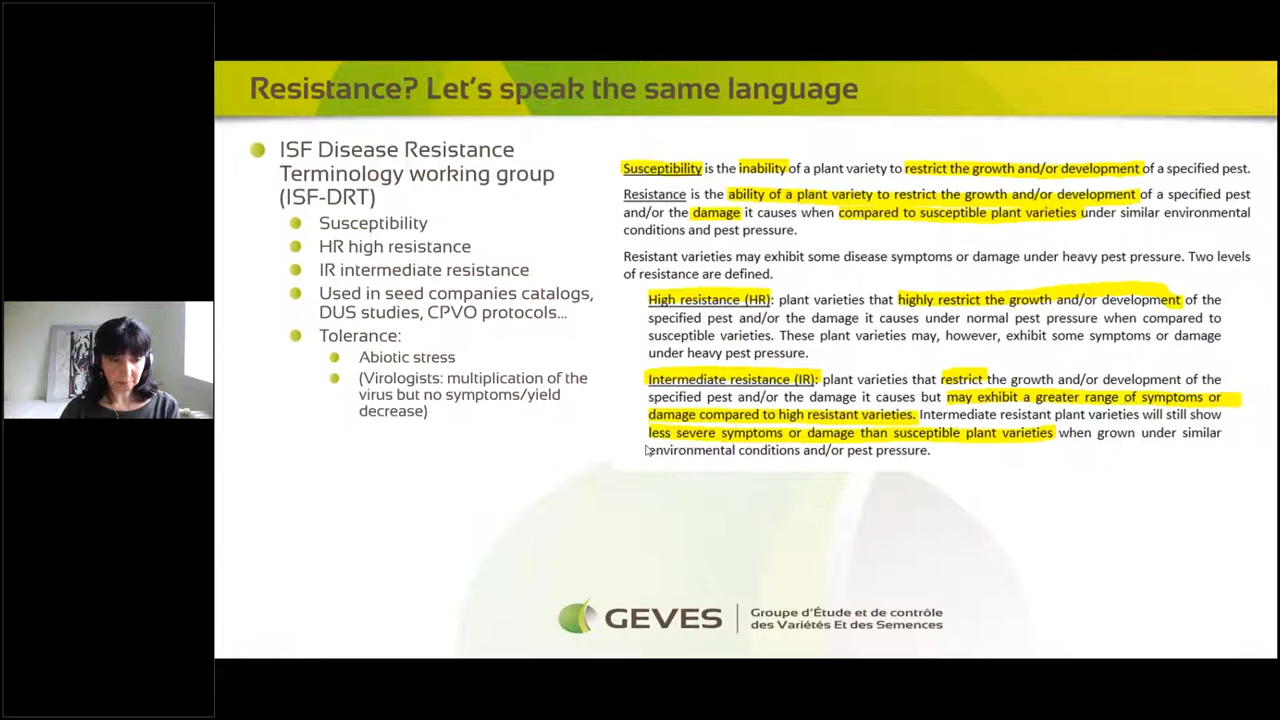 Resistance? Let's speak the same language
ISF Disease Resistance
Terminology working group
(ISF-DRT)
Susceptibility
HR high resistance
IR intermediate resistance
Used in seed companies catalogs,
DUS studies, CPVO protocols...
Tolerance:
Abiotic stress
(Virologists: multiplication of the
virus but no symptoms/yield
decrease)
Susceptibility is the inability of a plant variety to restrict the growth and/or development of a specified pest.
Resistance is the ability of a plant variety to restrict the growth and/or development of a specified pest
and/or the damage it causes when compared to susceptible plant varieties under similar environmental
conditions and pest pressure.
Resistant varieties may exhibit some disease symptoms or damage under heavy pest pressure. Two levels
of resistance are defined.
High resistance (HR): plant varieties that highly restrict the growth and/or development of the
specified pest and/or the damage it causes under normal pest pressure when compared to
susceptible varieties. These plant varieties may, however, exhibit some symptoms or damage
under heavy pest pressure.
Intermediate resistance (IR): plant varieties that restrict the growth and/or development of the
specified pest and/or the damage it causes but may exhibit a greater range of symptoms or
damage compared to high resistant varieties. Intermediate resistant plant varieties will still show
less severe symptoms or damage than susceptible plant varieties when grown under similar
environmental conditions and/or pest pressure.
GEVES
Groupe d'Étude et de contrôle
des Variétés Et des Semences